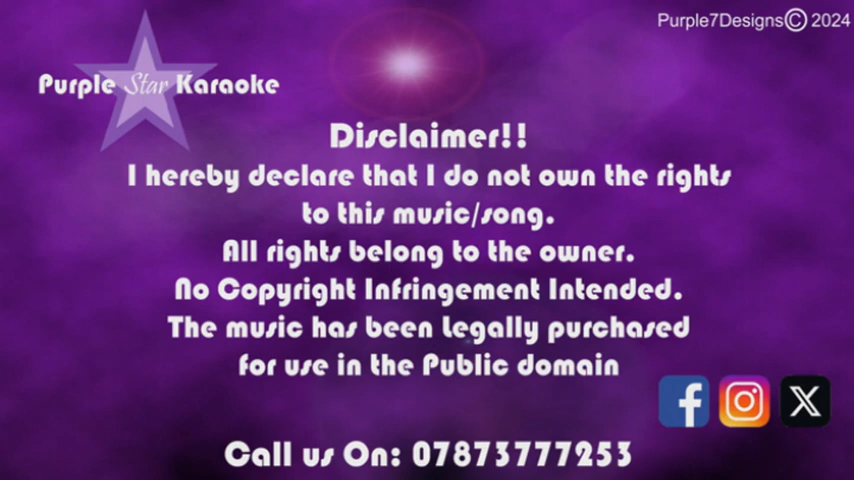 Purple7Designs© 2024
Purple Star Karaoke
Disclaimer!!
I hereby declare that I do not own the rights
to this music/song.
All rights belong to the owner.
No Copyright Infringement Intended.
The music has been Legally purchased
for use in the Public domain
Call us On: 07873777253